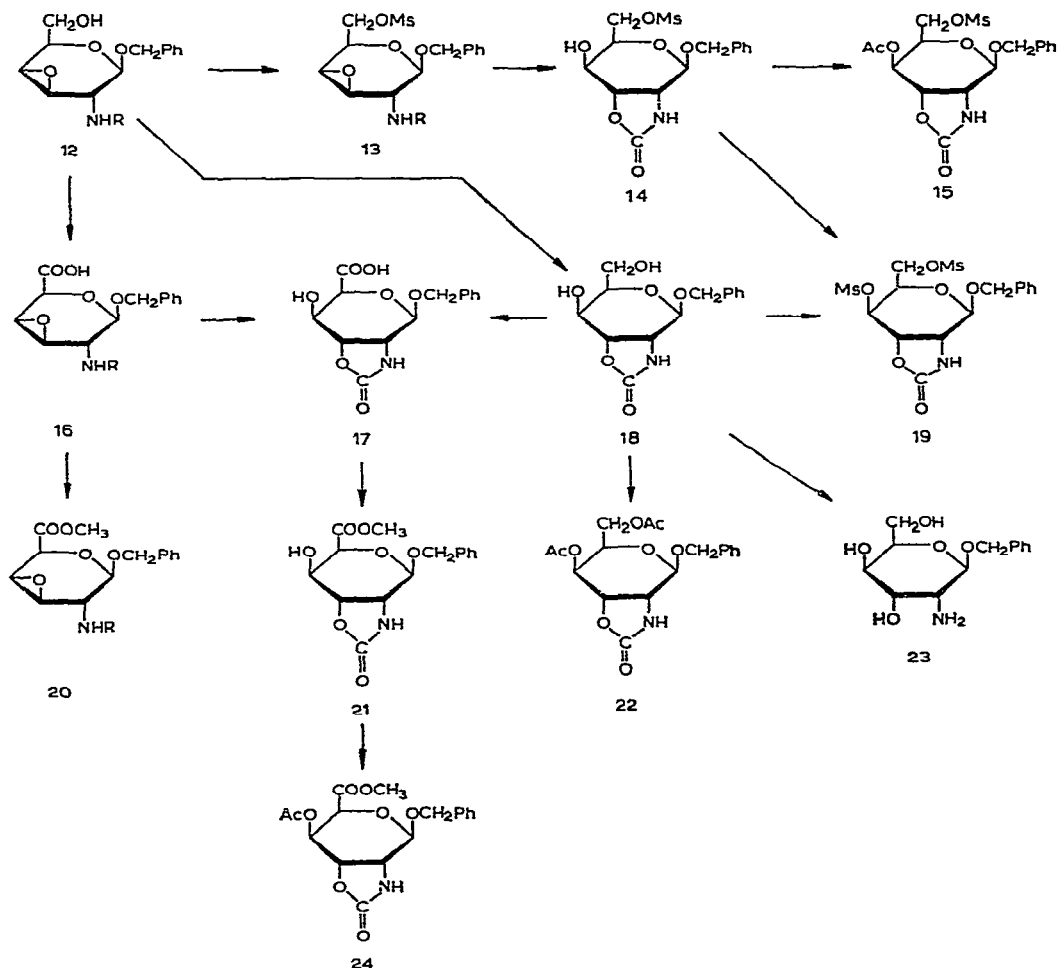 CH₂OH
O OCH₂Ph
O
NHR
12
CH₂OMs
O OCH₂Ph
O
NHR
13
CH₂OMs
HO O OCH₂Ph
O NH
C
O
14
CH₂OMs
AcO O OCH₂Ph
O NH
C
O
15
COOH
O OCH₂Ph
O
NHR
16
COOH
HO O OCH₂Ph
O NH
C
O
17
CH₂OH
HO O OCH₂Ph
O NH
C
O
18
CH₂OMs
MsO O OCH₂Ph
O NH
C
O
19
COOCH₃
O OCH₂Ph
O
NHR
20
COOCH₃
HO O OCH₂Ph
O NH
C
O
21
CH₂OAc
AcO O OCH₂Ph
O NH
C
O
22
CH₂OH
HO O OCH₂Ph
HO NH₂
23
COOCH₃
AcO O OCH₂Ph
O NH
C
O
24